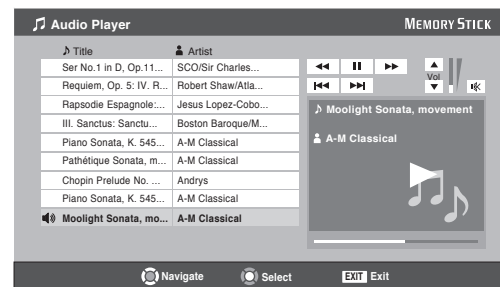 Audio Player
MEMORY STICK
Title Artist
Ser No.1 in D, Op.11... SCO/Sir Charles...
Requiem, Op. 5: IV. R... Robert Shaw/Atla...
Rapsodie Espagnole:... Jesus Lopez-Cobo...
III. Sanctus: Sanctu... Boston Baroque/M...
Piano Sonata, K. 545... A-M Classical
Pathétique Sonata, m... A-M Classical
Chopin Prelude No. ... Andrys
Piano Sonata, K. 545... A-M Classical
Moolight Sonata, mo... A-M Classical
Vol
Moolight Sonata, movement
A-M Classical
Navigate Select EXIT Exit